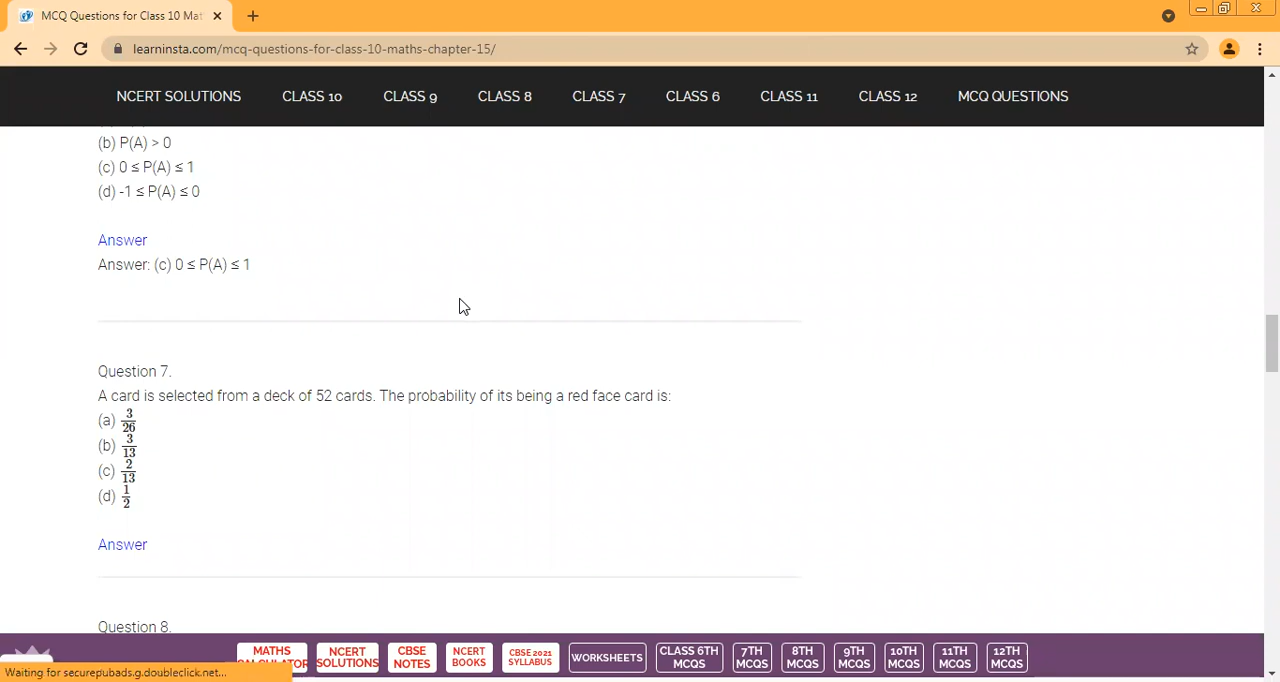 MCQ Questions for Class 10 Mat
learninsta.com/mcq-questions-for-class-10-maths-chapter-15/
NCERT SOLUTIONS CLASS 10 CLASS 9 CLASS 8 CLASS 7 CLASS 6 CLASS 11 CLASS 12 MCQ QUESTIONS
(b) P(A) > 0
(c) 0 ≤ P(A) ≤ 1
(d) -1 ≤ P(A) ≤ 0
Answer
Answer: (c) 0 ≤ P(A) ≤ 1
Question 7.
A card is selected from a deck of 52 cards. The probability of its being a red face card is:
(a) 3/26
(b) 3/13
(c) 2/13
(d) 1/2
Answer
Question 8.
MATHS CALCULATOR NCERT SOLUTIONS CBSE NOTES NCERT BOOKS CBSE 2021 SYLLABUS WORKSHEETS CLASS 6TH MCQS 7TH MCQS 8TH MCQS 9TH MCQS 10TH MCQS 11TH MCQS 12TH MCQS
Waiting for securepubads.g.doubleclick.net...